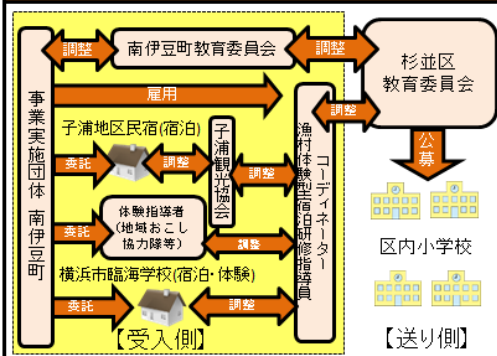 調整
南伊豆町教育委員会
調整
杉並区
教育委員会
雇用
調整
公募
事業実施団体 南伊豆町
子浦地区民宿(宿泊)
委託
調整
子浦観光協会
調整
コーディネーター
漁村体験型宿泊研修指導員
体験指導者
(地域おこし
協力隊等)
委託
調整
区内小学校
横浜市臨海学校(宿泊・体験)
委託
調整
【受入側】
【送り側】